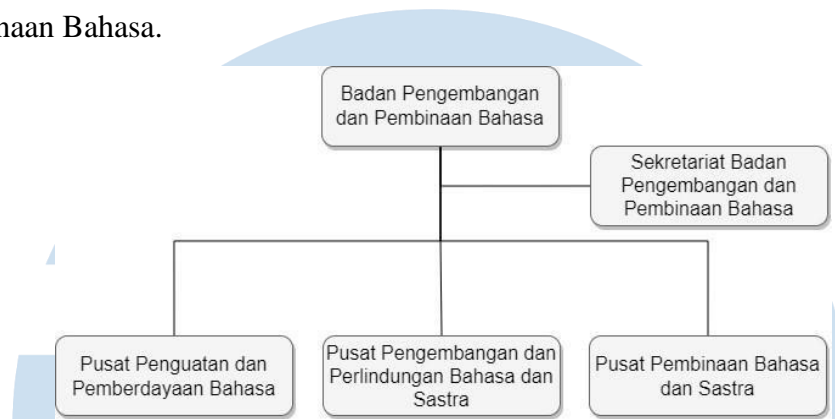 naan Bahasa.
Badan Pengembangan
dan Pembinaan Bahasa
Sekretariat Badan
Pengembangan dan
Pembinaan Bahasa
Pusat Penguatan dan
Pemberdayaan Bahasa
Pusat Pengembangan dan
Perlindungan Bahasa dan
Sastra
Pusat Pembinaan Bahasa
dan Sastra